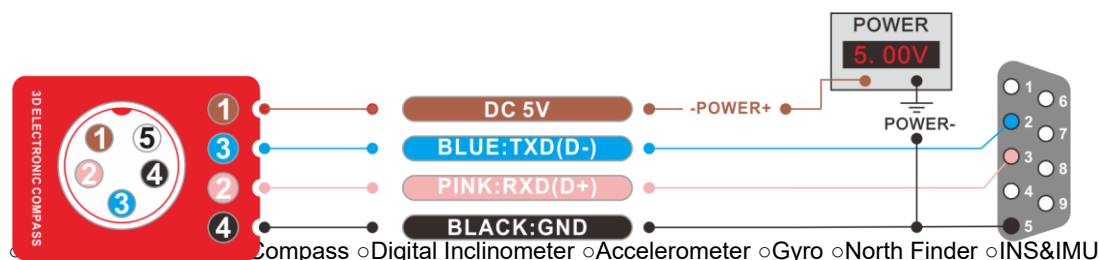 POWER
5. 00V
3D ELECTRONIC COMPASS
1
5
2
4
3
1
3
2
4
DC 5V
BLUE:TXD(D-)
PINK:RXD(D+)
BLACK:GND
-POWER+
POWER-
1
6
2
7
3
8
4
9
5
Compass ○Digital Inclinometer ○Accelerometer ○Gyro ○North Finder ○INS&IMU